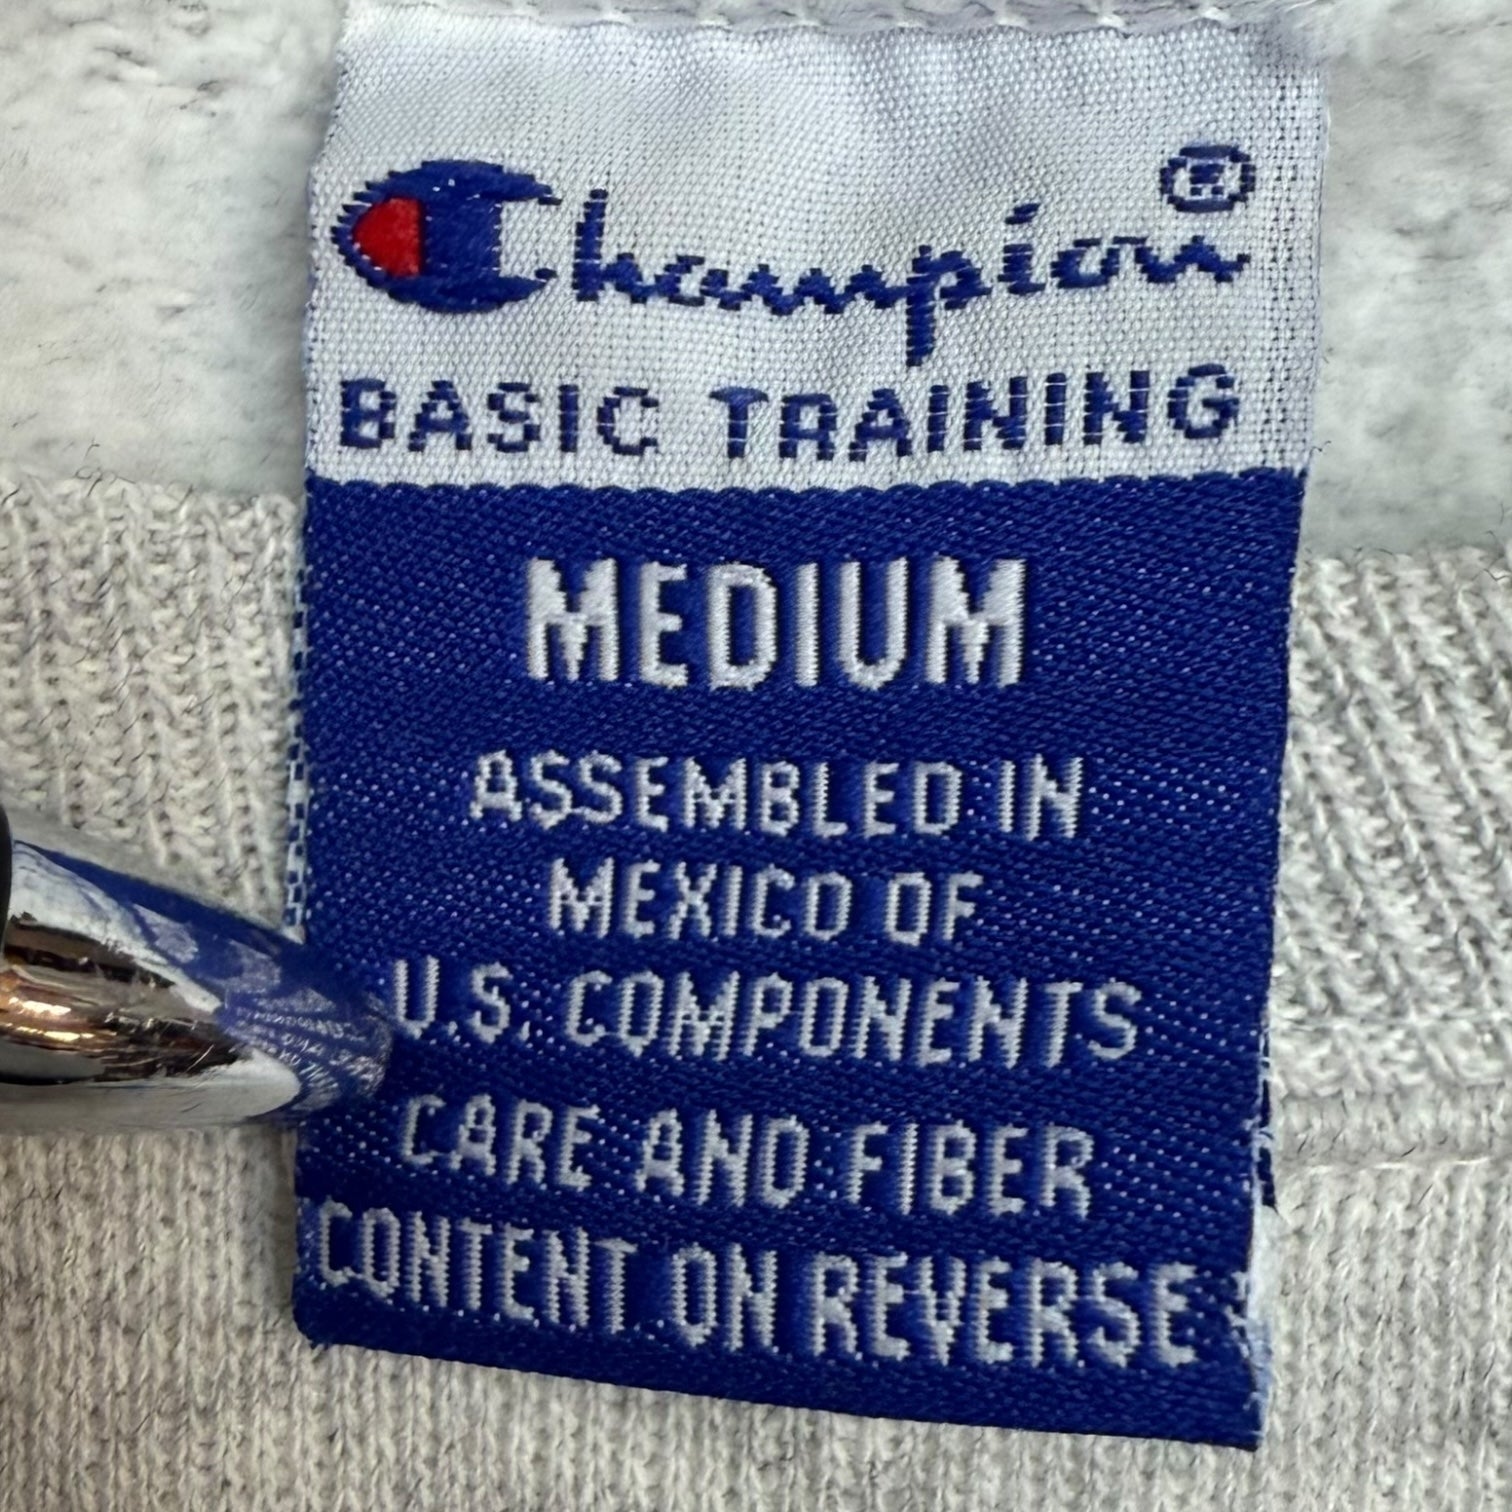 Champion®
BASIC TRAINING
MEDIUM
ASSEMBLED IN
MEXICO OF
U.S. COMPONENTS
CARE AND FIBER
CONTENT ON REVERSE